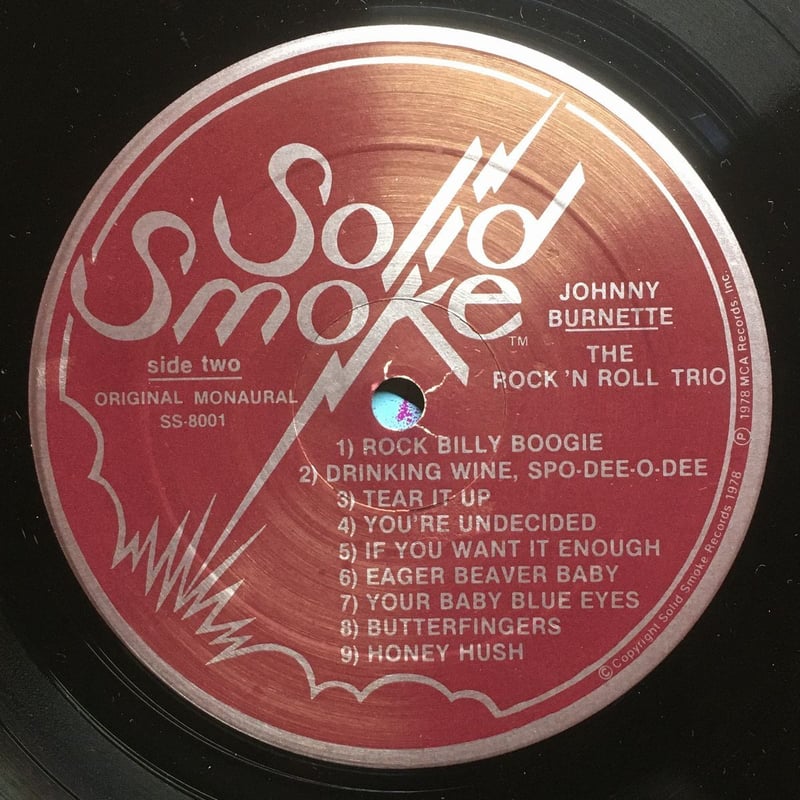 Solid
Smoke
TM
side two
ORIGINAL MONAURAL
SS-8001
JOHNNY
BURNETTE
THE
ROCK 'N ROLL TRIO
1) ROCK BILLY BOOGIE
2) DRINKING WINE, SPO-DEE-O-DEE
3) TEAR IT UP
4) YOU'RE UNDECIDED
5) IF YOU WANT IT ENOUGH
6) EAGER BEAVER BABY
7) YOUR BABY BLUE EYES
8) BUTTERFINGERS
9) HONEY HUSH
© Copyright Solid Smoke Records 1978
℗ 1978 MCA Records, Inc.